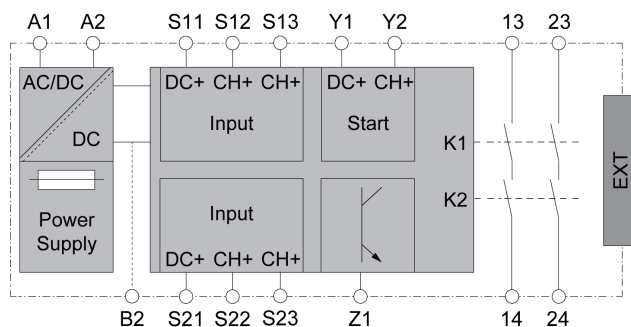 A1 A2 S11 S12 S13 Y1 Y2 13 23
AC/DC DC+ CH+ CH+ DC+ CH+
Input Start
DC K1
EXT
K2
Power Supply Input
DC+ CH+ CH+
B2 S21 S22 S23 Z1 14 24